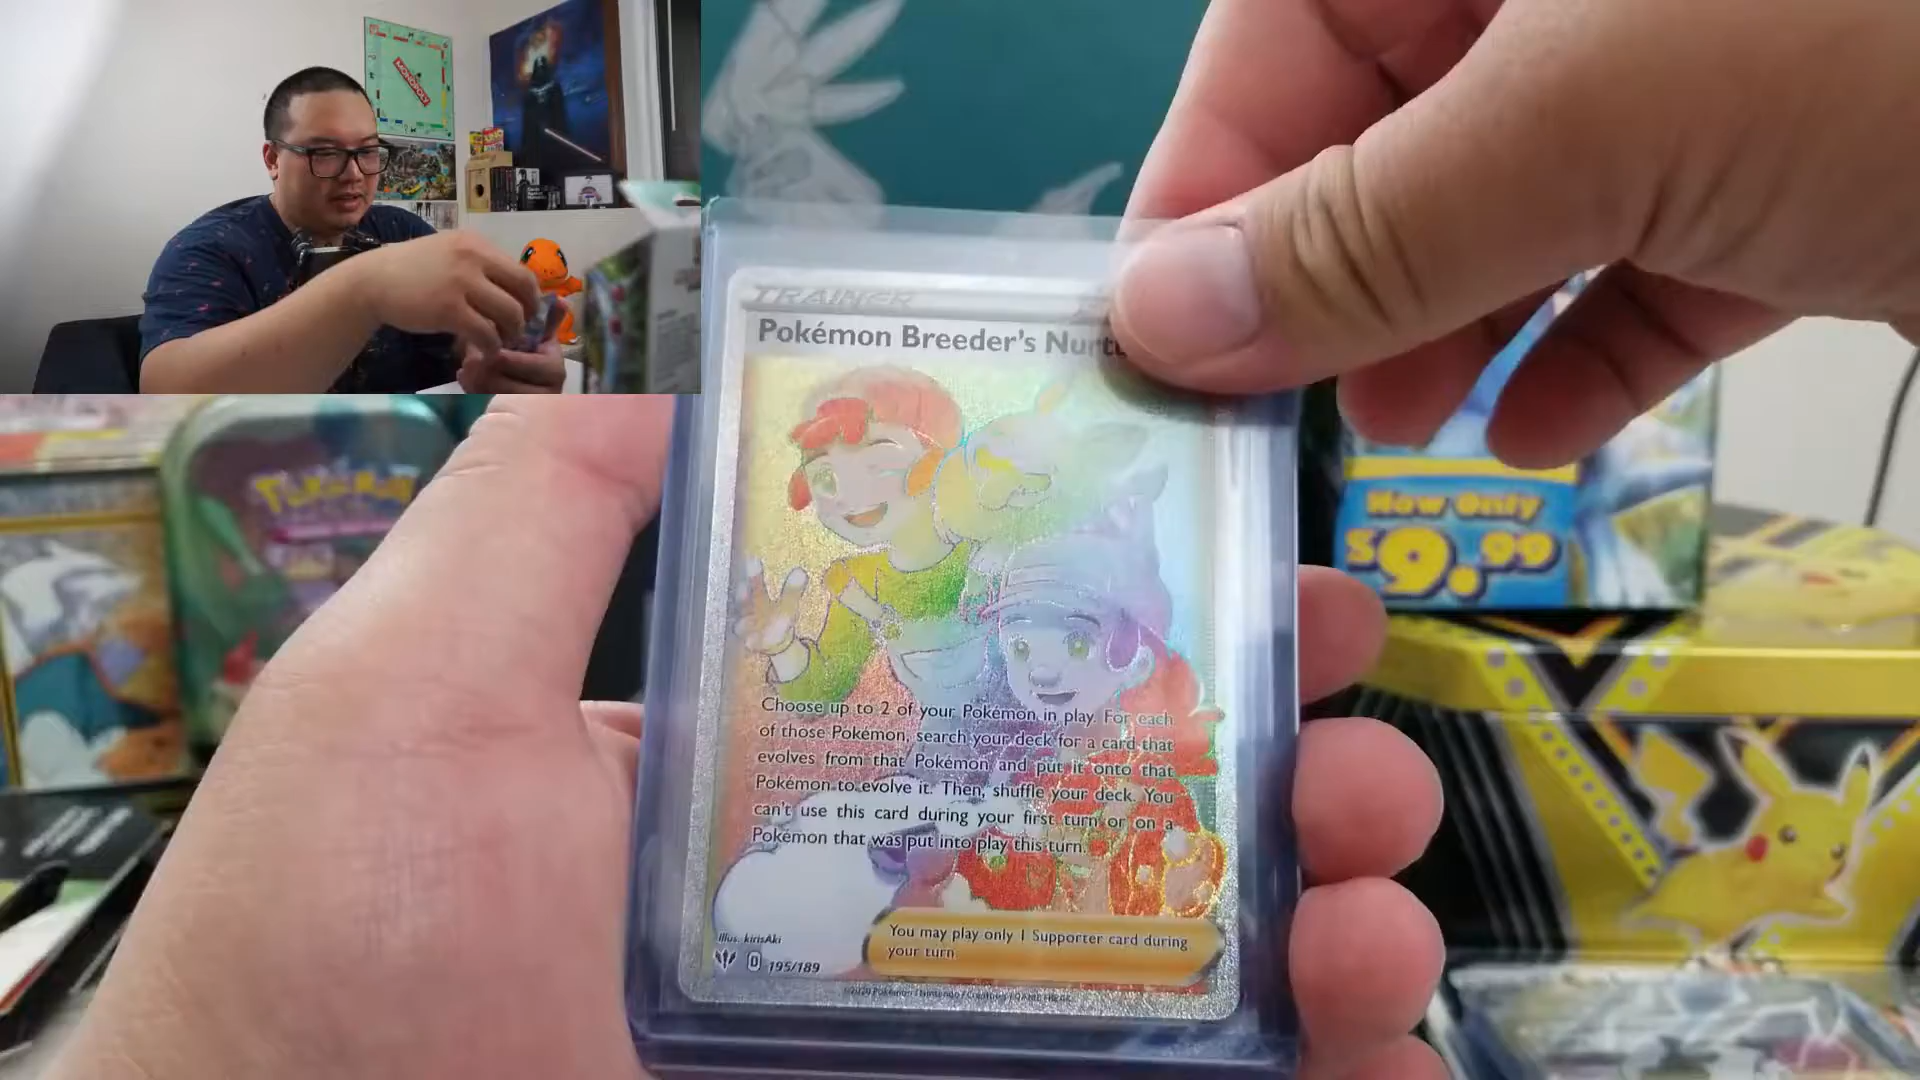 MONOPOLY
TRAINER
Pokémon Breeder's
Pokémon
Now Only
$9.99
Choose up to 2 of your Pokémon in play. For each
of those Pokémon, search your deck for a card that
evolves from that Pokémon and put it onto that
Pokémon to evolve it. Then, shuffle your deck. You
can't use this card during your first turn or on a
Pokémon that was put into play this turn.
You may play only 1 Supporter card during
your turn
Illus. kirisAki
D 195/189
©2020 Pokémon / Nintendo / Creatures / GAME FREAK